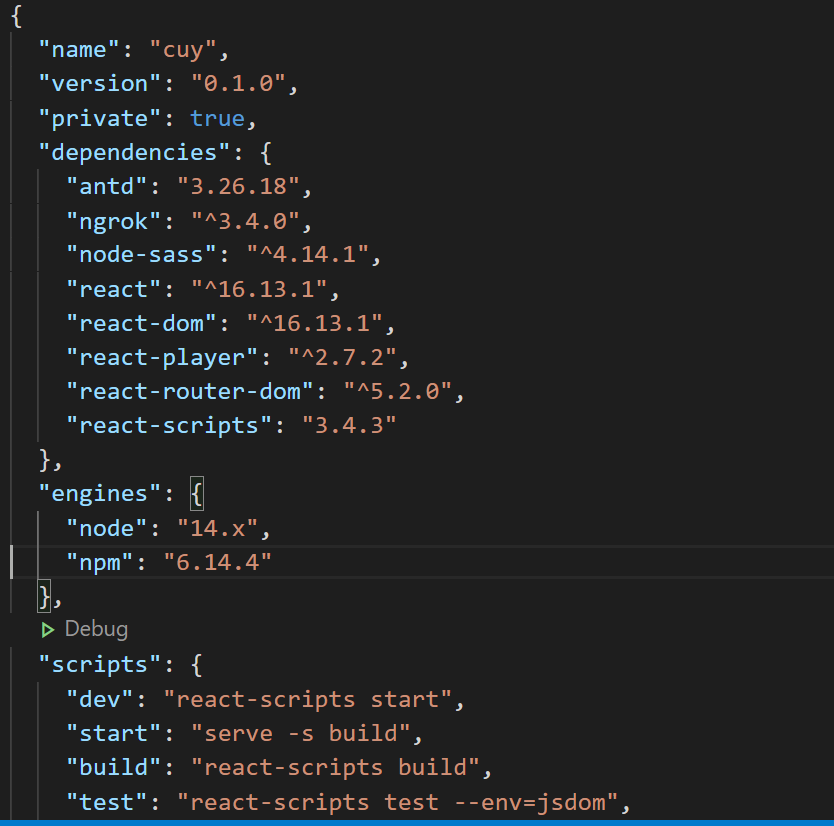 {
"name": "cuy",
"version": "0.1.0",
"private": true,
"dependencies": {
"antd": "3.26.18",
"ngrok": "^3.4.0",
"node-sass": "^4.14.1",
"react": "^16.13.1",
"react-dom": "^16.13.1",
"react-player": "^2.7.2",
"react-router-dom": "^5.2.0",
"react-scripts": "3.4.3"
},
"engines": {
"node": "14.x",
"npm": "6.14.4"
},
Debug
"scripts": {
"dev": "react-scripts start",
"start": "serve -s build",
"build": "react-scripts build",
"test": "react-scripts test --env=jsdom",